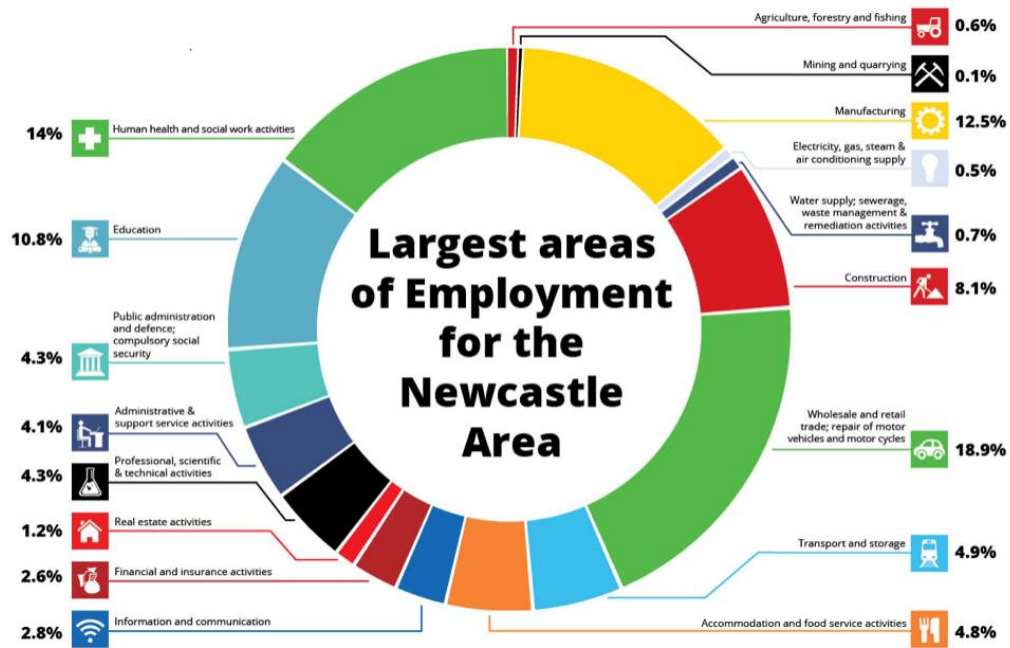 Largest areas
of Employment
for the
Newcastle
Area
Agriculture, forestry and fishing
0.6%
Mining and quarrying
0.1%
Manufacturing
12.5%
Electricity, gas, steam &
air conditioning supply
0.5%
Water supply; sewerage,
waste management &
remediation activities
0.7%
Construction
8.1%
Wholesale and retail
trade; repair of motor
vehicles and motor cycles
18.9%
Transport and storage
4.9%
Accommodation and food service activities
4.8%
14%
Human health and social work activities
10.8%
Education
Public administration
and defence;
compulsory social
security
4.3%
Administrative &
support service activities
4.1%
Professional, scientific
& technical activities
4.3%
Real estate activities
1.2%
Financial and insurance activities
2.6%
Information and communication
2.8%